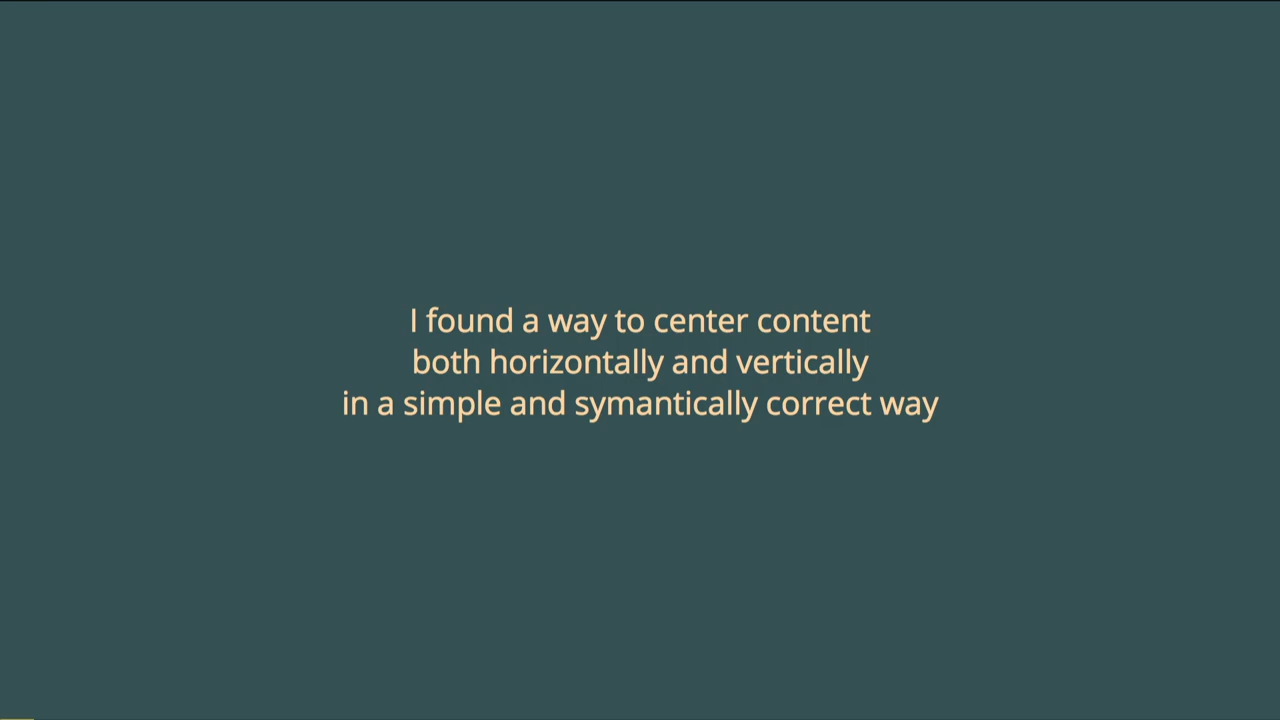 I found a way to center content
both horizontally and vertically
in a simple and symantically correct way